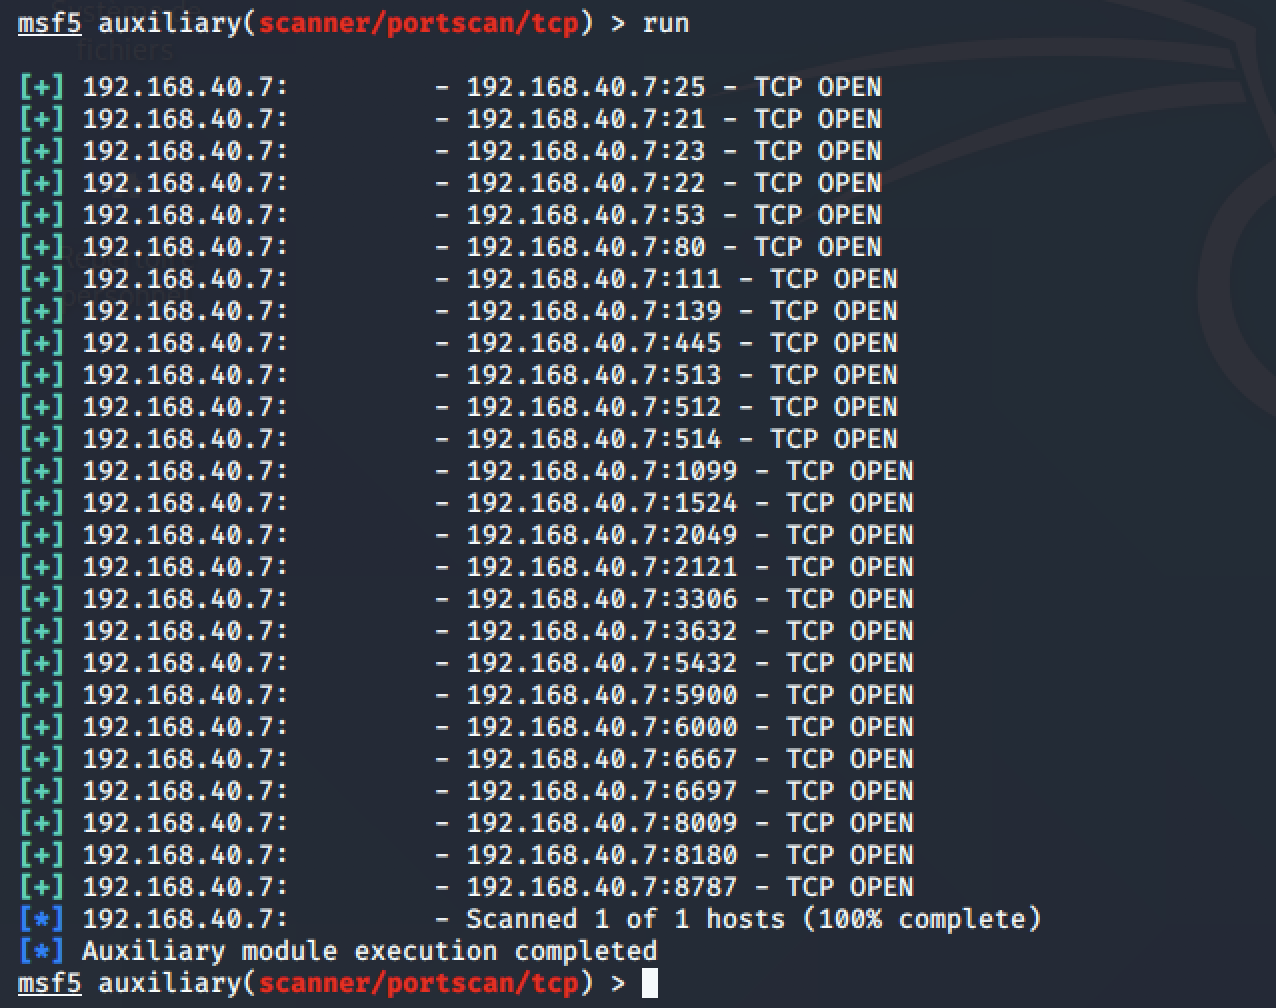 msf5 auxiliary(scanner/portscan/tcp) > run
[+] 192.168.40.7: - 192.168.40.7:25 - TCP OPEN
[+] 192.168.40.7: - 192.168.40.7:21 - TCP OPEN
[+] 192.168.40.7: - 192.168.40.7:23 - TCP OPEN
[+] 192.168.40.7: - 192.168.40.7:22 - TCP OPEN
[+] 192.168.40.7: - 192.168.40.7:53 - TCP OPEN
[+] 192.168.40.7: - 192.168.40.7:80 - TCP OPEN
[+] 192.168.40.7: - 192.168.40.7:111 - TCP OPEN
[+] 192.168.40.7: - 192.168.40.7:139 - TCP OPEN
[+] 192.168.40.7: - 192.168.40.7:445 - TCP OPEN
[+] 192.168.40.7: - 192.168.40.7:513 - TCP OPEN
[+] 192.168.40.7: - 192.168.40.7:512 - TCP OPEN
[+] 192.168.40.7: - 192.168.40.7:514 - TCP OPEN
[+] 192.168.40.7: - 192.168.40.7:1099 - TCP OPEN
[+] 192.168.40.7: - 192.168.40.7:1524 - TCP OPEN
[+] 192.168.40.7: - 192.168.40.7:2049 - TCP OPEN
[+] 192.168.40.7: - 192.168.40.7:2121 - TCP OPEN
[+] 192.168.40.7: - 192.168.40.7:3306 - TCP OPEN
[+] 192.168.40.7: - 192.168.40.7:3632 - TCP OPEN
[+] 192.168.40.7: - 192.168.40.7:5432 - TCP OPEN
[+] 192.168.40.7: - 192.168.40.7:5900 - TCP OPEN
[+] 192.168.40.7: - 192.168.40.7:6000 - TCP OPEN
[+] 192.168.40.7: - 192.168.40.7:6667 - TCP OPEN
[+] 192.168.40.7: - 192.168.40.7:6697 - TCP OPEN
[+] 192.168.40.7: - 192.168.40.7:8009 - TCP OPEN
[+] 192.168.40.7: - 192.168.40.7:8180 - TCP OPEN
[+] 192.168.40.7: - 192.168.40.7:8787 - TCP OPEN
[*] 192.168.40.7: - Scanned 1 of 1 hosts (100% complete)
[*] Auxiliary module execution completed
msf5 auxiliary(scanner/portscan/tcp) >
fichiers